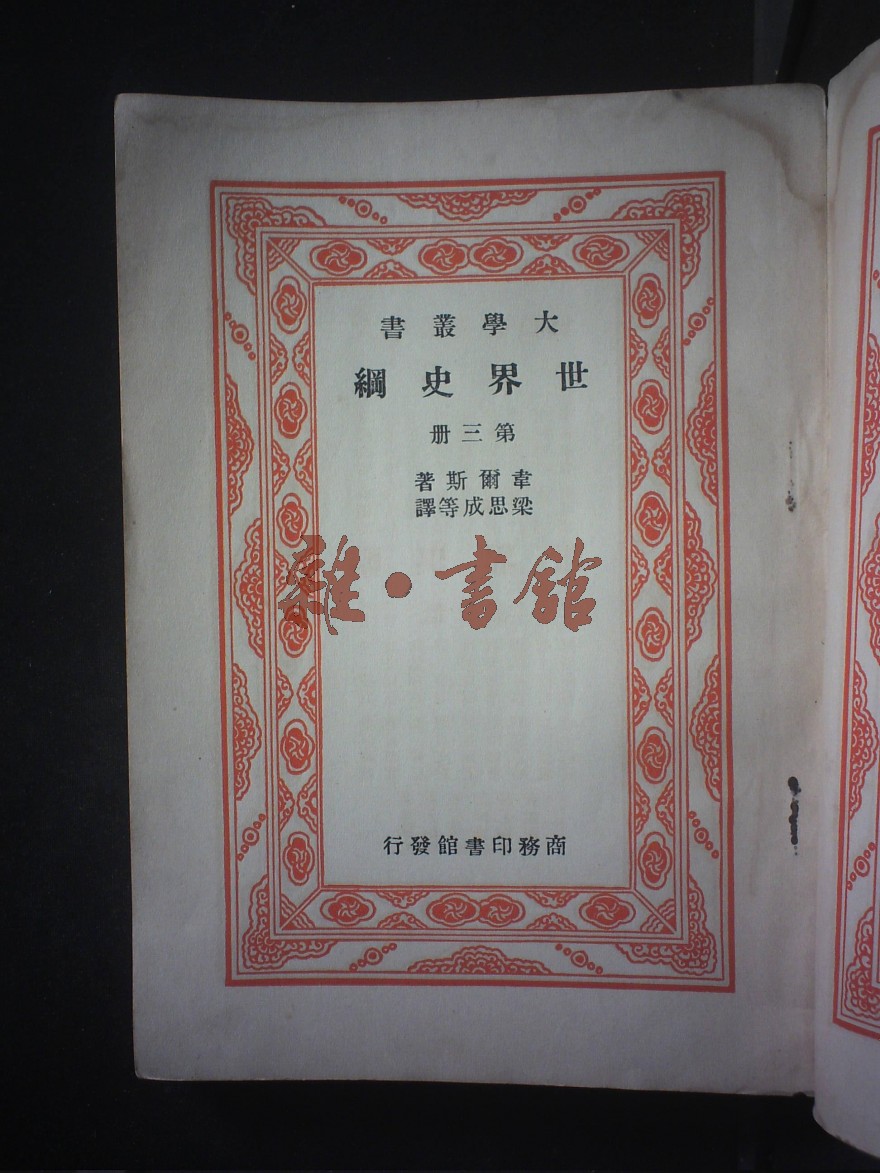 大學叢書
世界史綱
第三册
韋爾斯著
梁思成等譯
雜·書館
商務印書館發行